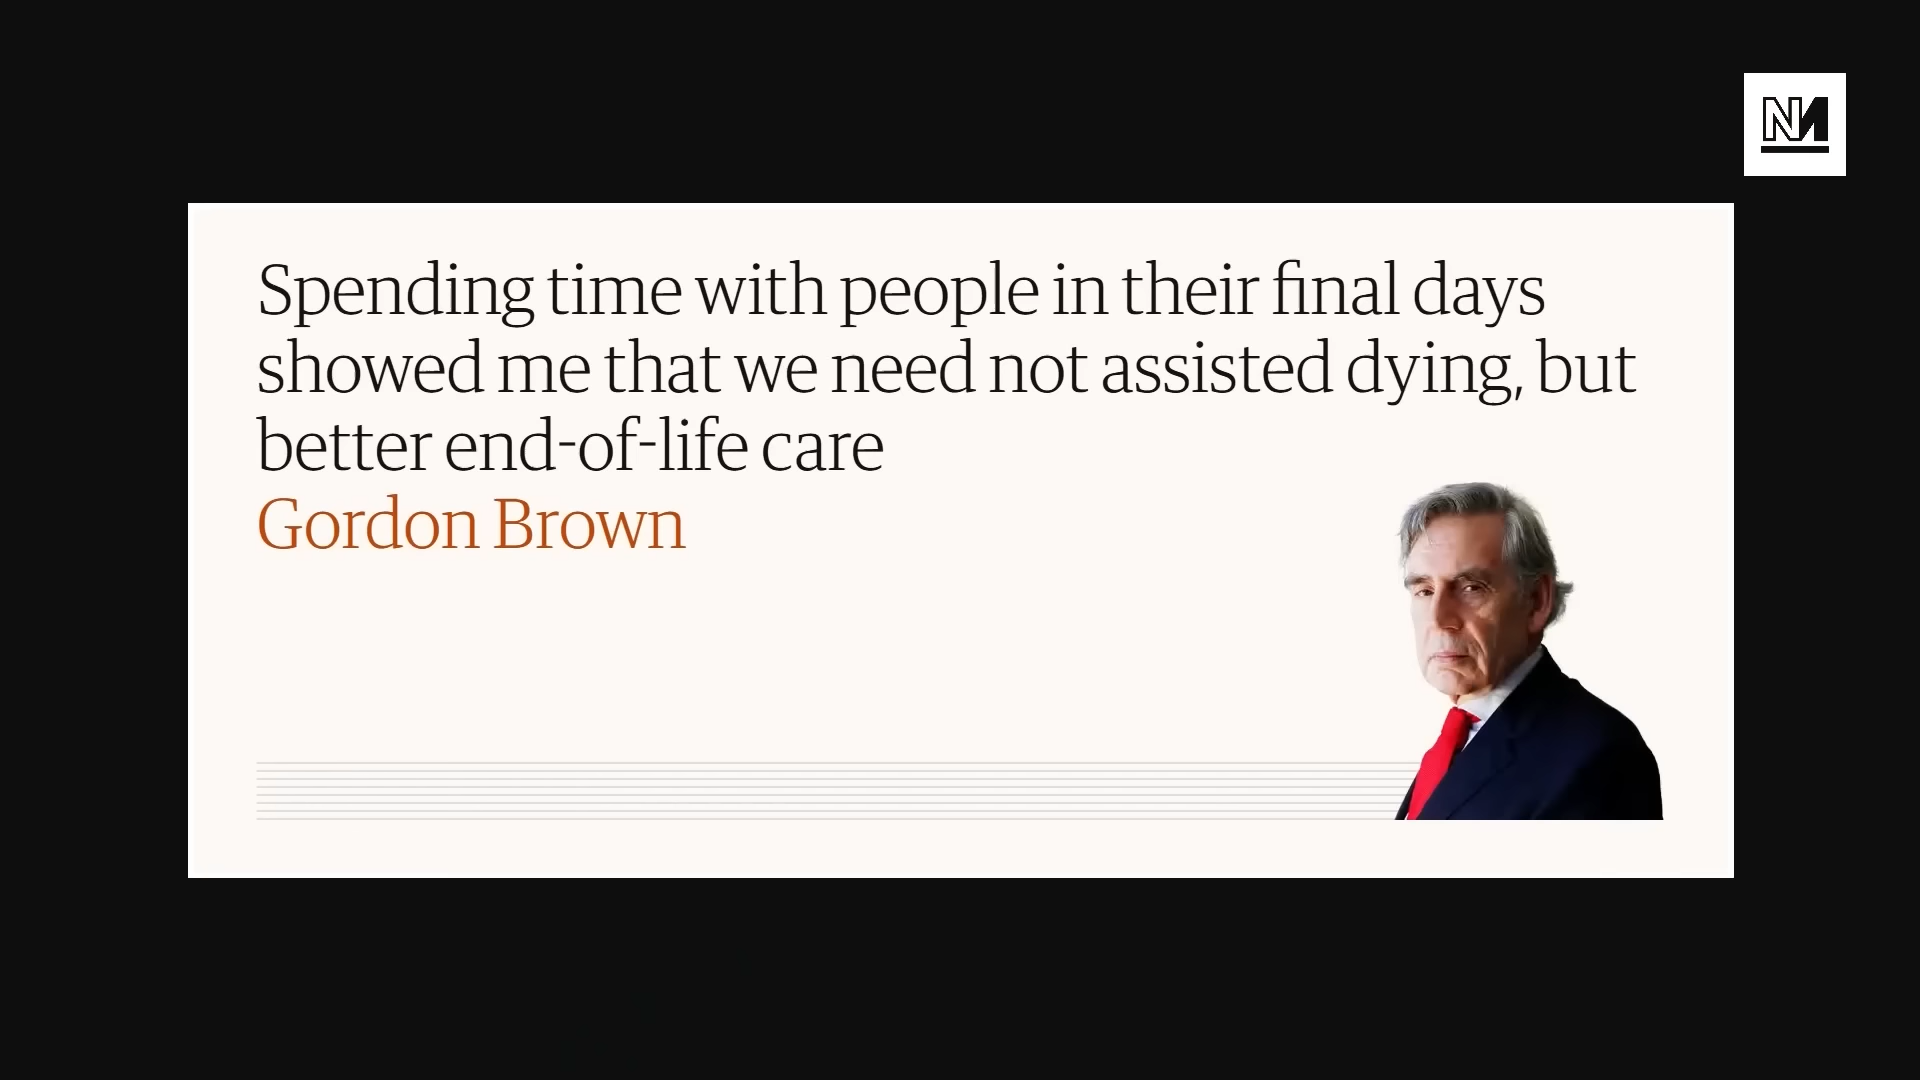 NM
Spending time with people in their final days
showed me that we need not assisted dying, but
better end-of-life care
Gordon Brown